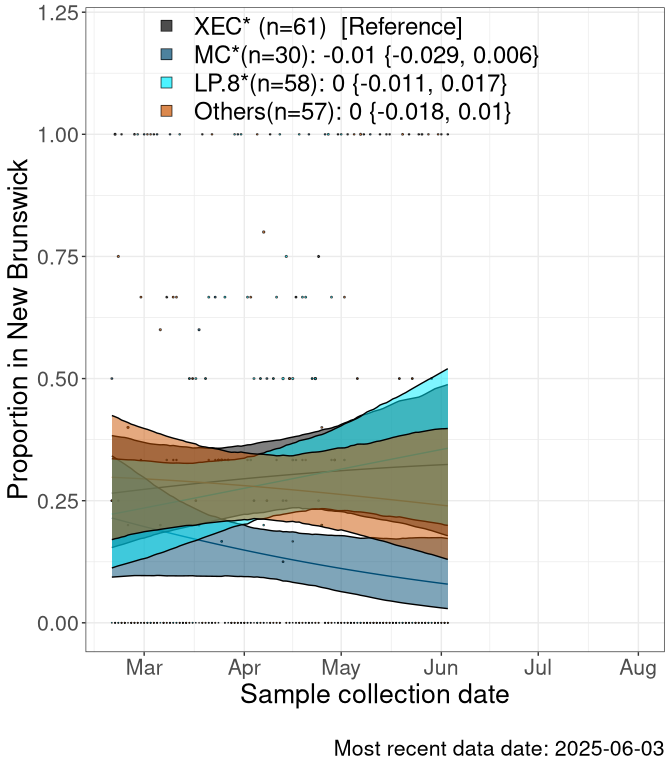 XEC* (n=61) [Reference]
MC*(n=30): -0.01 {-0.029, 0.006}
LP.8*(n=58): 0 {-0.011, 0.017}
Others(n=57): 0 {-0.018, 0.01}
Proportion in New Brunswick
1.25
1.00
0.75
0.50
0.25
0.00
Mar Apr May Jun Jul Aug
Sample collection date
Most recent data date: 2025-06-03